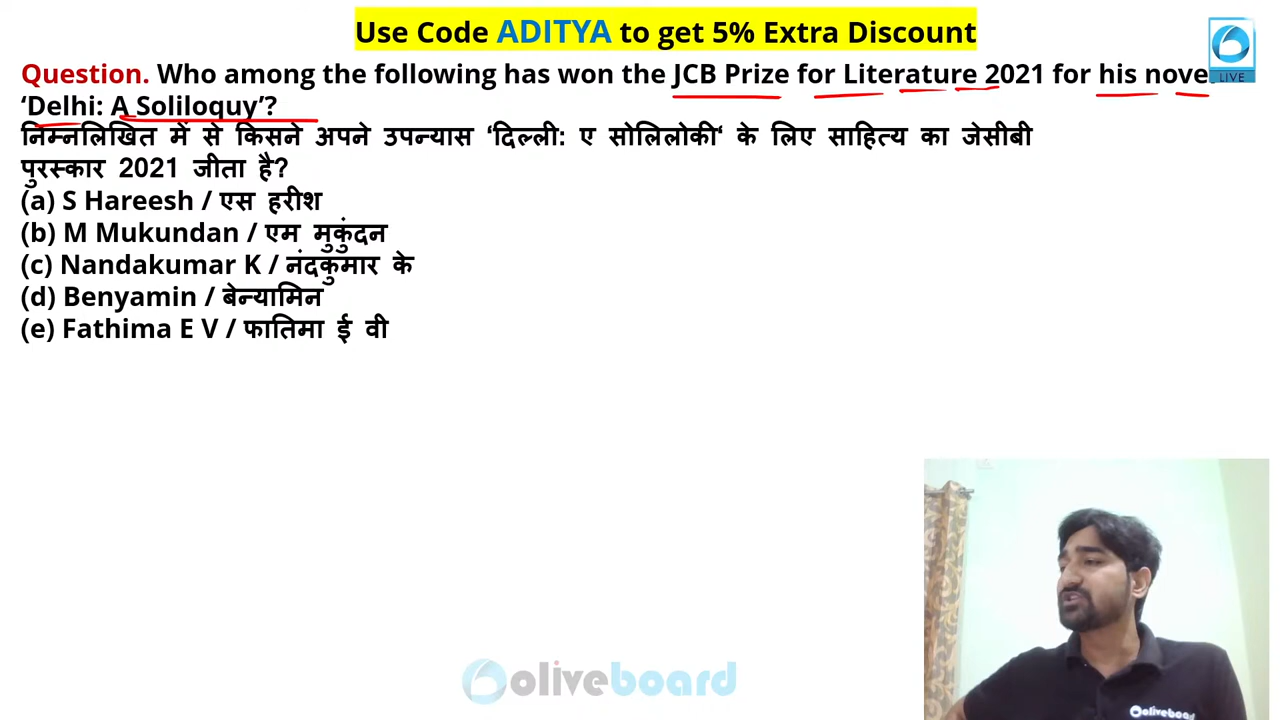 Use Code ADITYA to get 5% Extra Discount
LIVE
Question. Who among the following has won the JCB Prize for Literature 2021 for his novel
‘Delhi: A Soliloquy’?
निम्नलिखित में से किसने अपने उपन्यास ‘दिल्ली: ए सोलिलोकी‘ के लिए साहित्य का जेसीबी
पुरस्कार 2021 जीता है?
(a) S Hareesh / एस हरीश
(b) M Mukundan / एम मुकुंदन
(c) Nandakumar K / नंदकुमार के
(d) Benyamin / बेन्यामिन
(e) Fathima E V / फातिमा ई वी
oliveboard
oliveboard